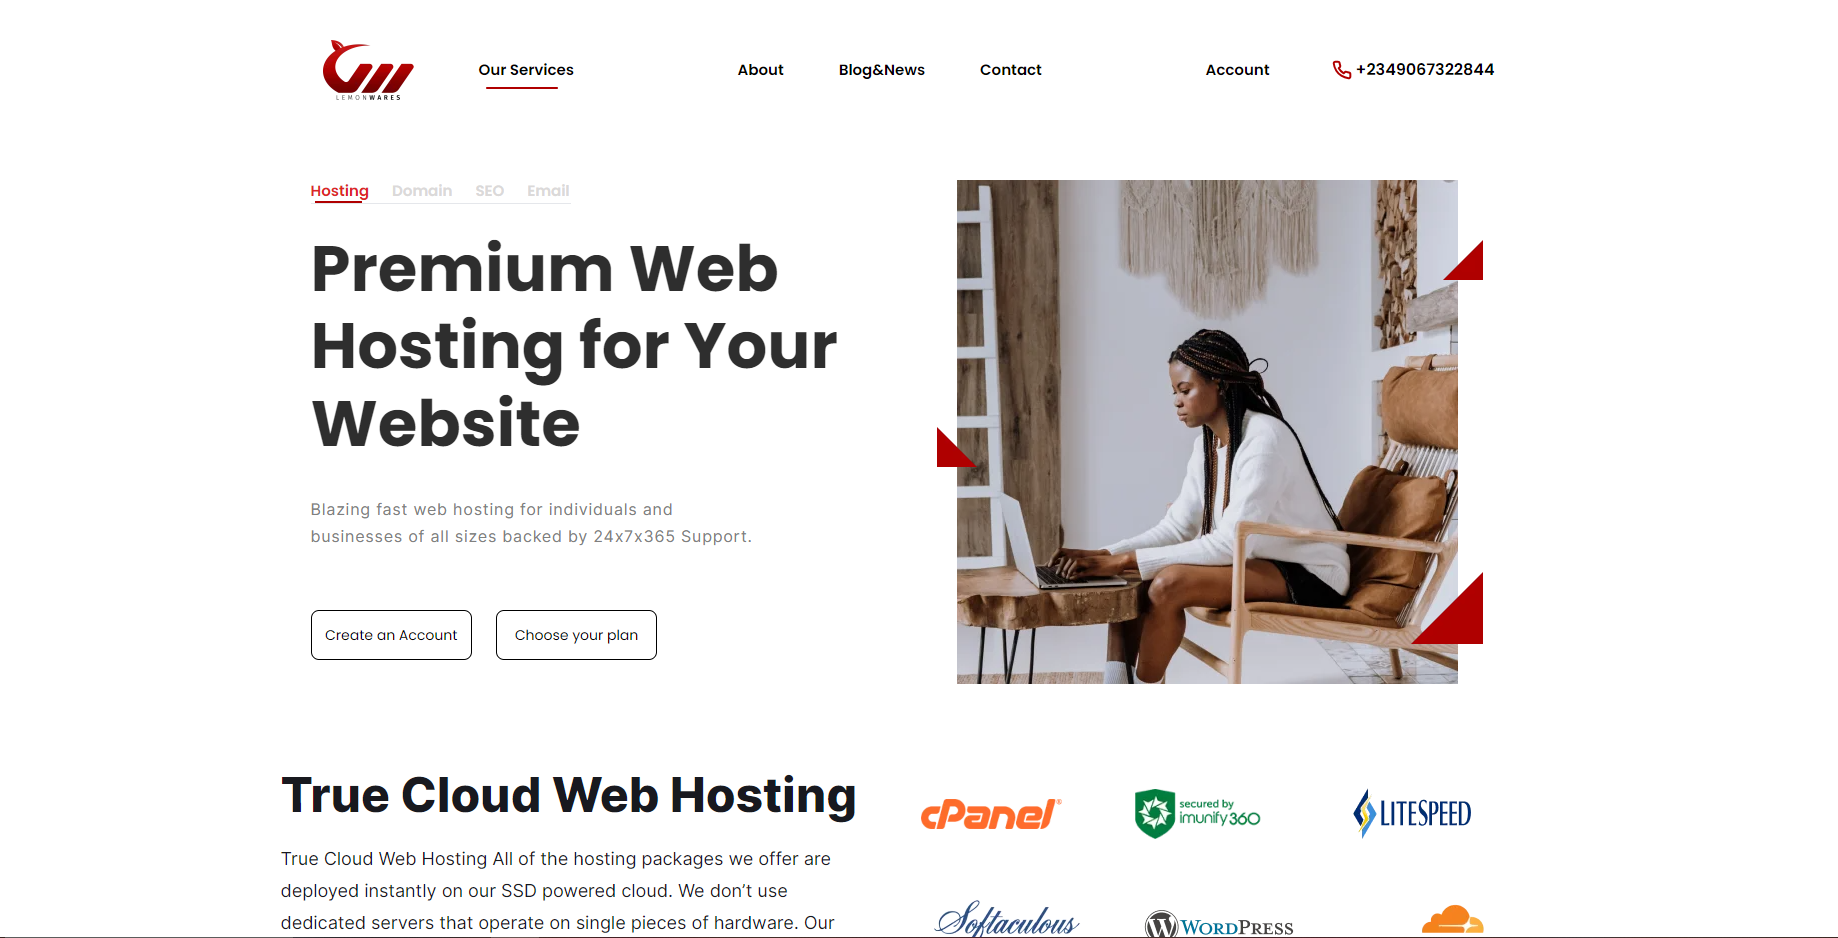 LEMONWARES
Our Services
About
Blog&News
Contact
Account
+2349067322844
Hosting
Domain
SEO
Email
Premium Web
Hosting for Your
Website
Blazing fast web hosting for individuals and
businesses of all sizes backed by 24x7x365 Support.
Create an Account
Choose your plan
True Cloud Web Hosting
True Cloud Web Hosting All of the hosting packages we offer are
deployed instantly on our SSD powered cloud. We don’t use
dedicated servers that operate on single pieces of hardware. Our
cPanel®
secured by
imunify360
LITESPEED
Softaculous
WORDPRESS